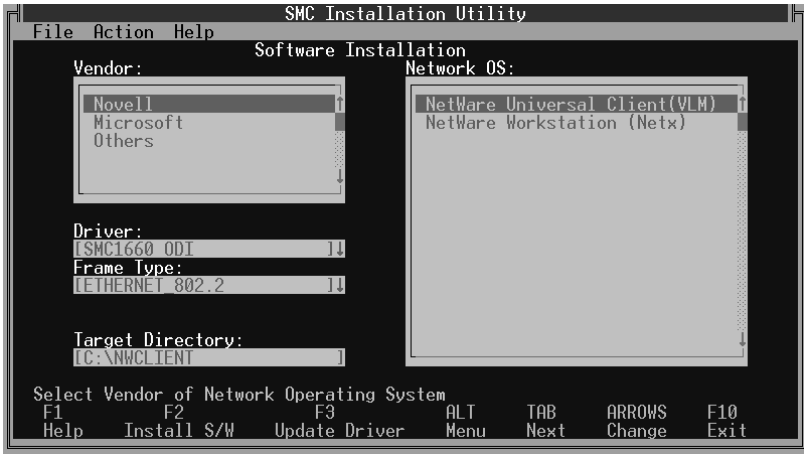 SMC Installation Utility
File Action Help
Software Installation
Vendor:
Novell
Microsoft
Others
Network OS:
NetWare Universal Client(VLM)
NetWare Workstation (Netx)
Driver:
[SMC1660 ODI ]↓
Frame Type:
[ETHERNET_802.2 ]↓
Target Directory:
[C:\NWCLIENT ]
Select Vendor of Network Operating System
F1 F2 F3 ALT TAB ARROWS F10
Help Install S/W Update Driver Menu Next Change Exit